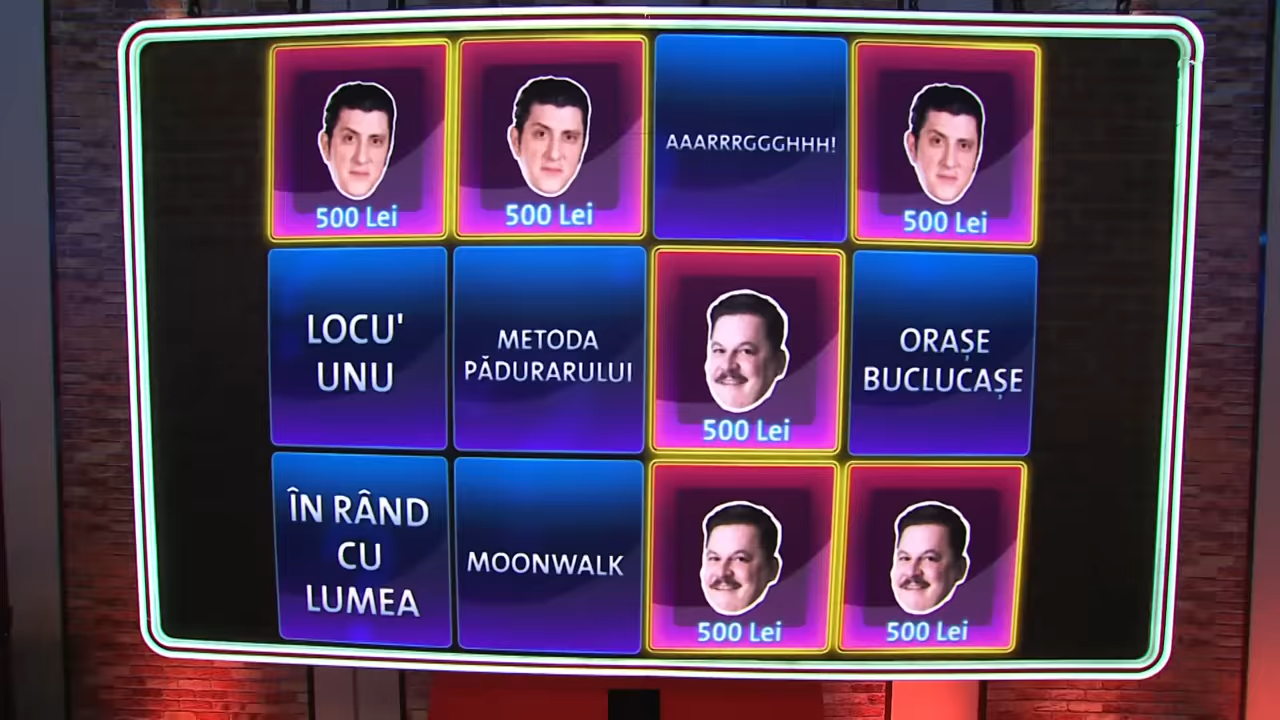 500 Lei
500 Lei
AAARRRGGGHHH!
500 Lei
LOCU'
UNU
METODA
PĂDURARULUI
500 Lei
ORAȘE
BUCLUCAȘE
ÎN RÂND
CU
LUMEA
MOONWALK
500 Lei
500 Lei